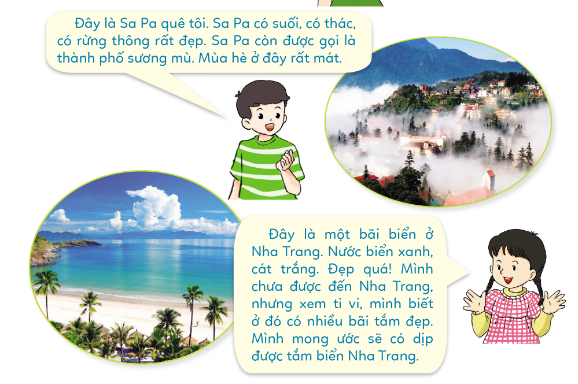 Đây là Sa Pa quê tôi. Sa Pa có suối, có thác,
có rừng thông rất đẹp. Sa Pa còn được gọi là
thành phố sương mù. Mùa hè ở đây rất mát.
Đây là một bãi biển ở
Nha Trang. Nước biển xanh,
cát trắng. Đẹp quá! Mình
chưa được đến Nha Trang,
nhưng xem ti vi, mình biết
ở đó có nhiều bãi tắm đẹp.
Mình mong ước sẽ có dịp
được tắm biển Nha Trang.